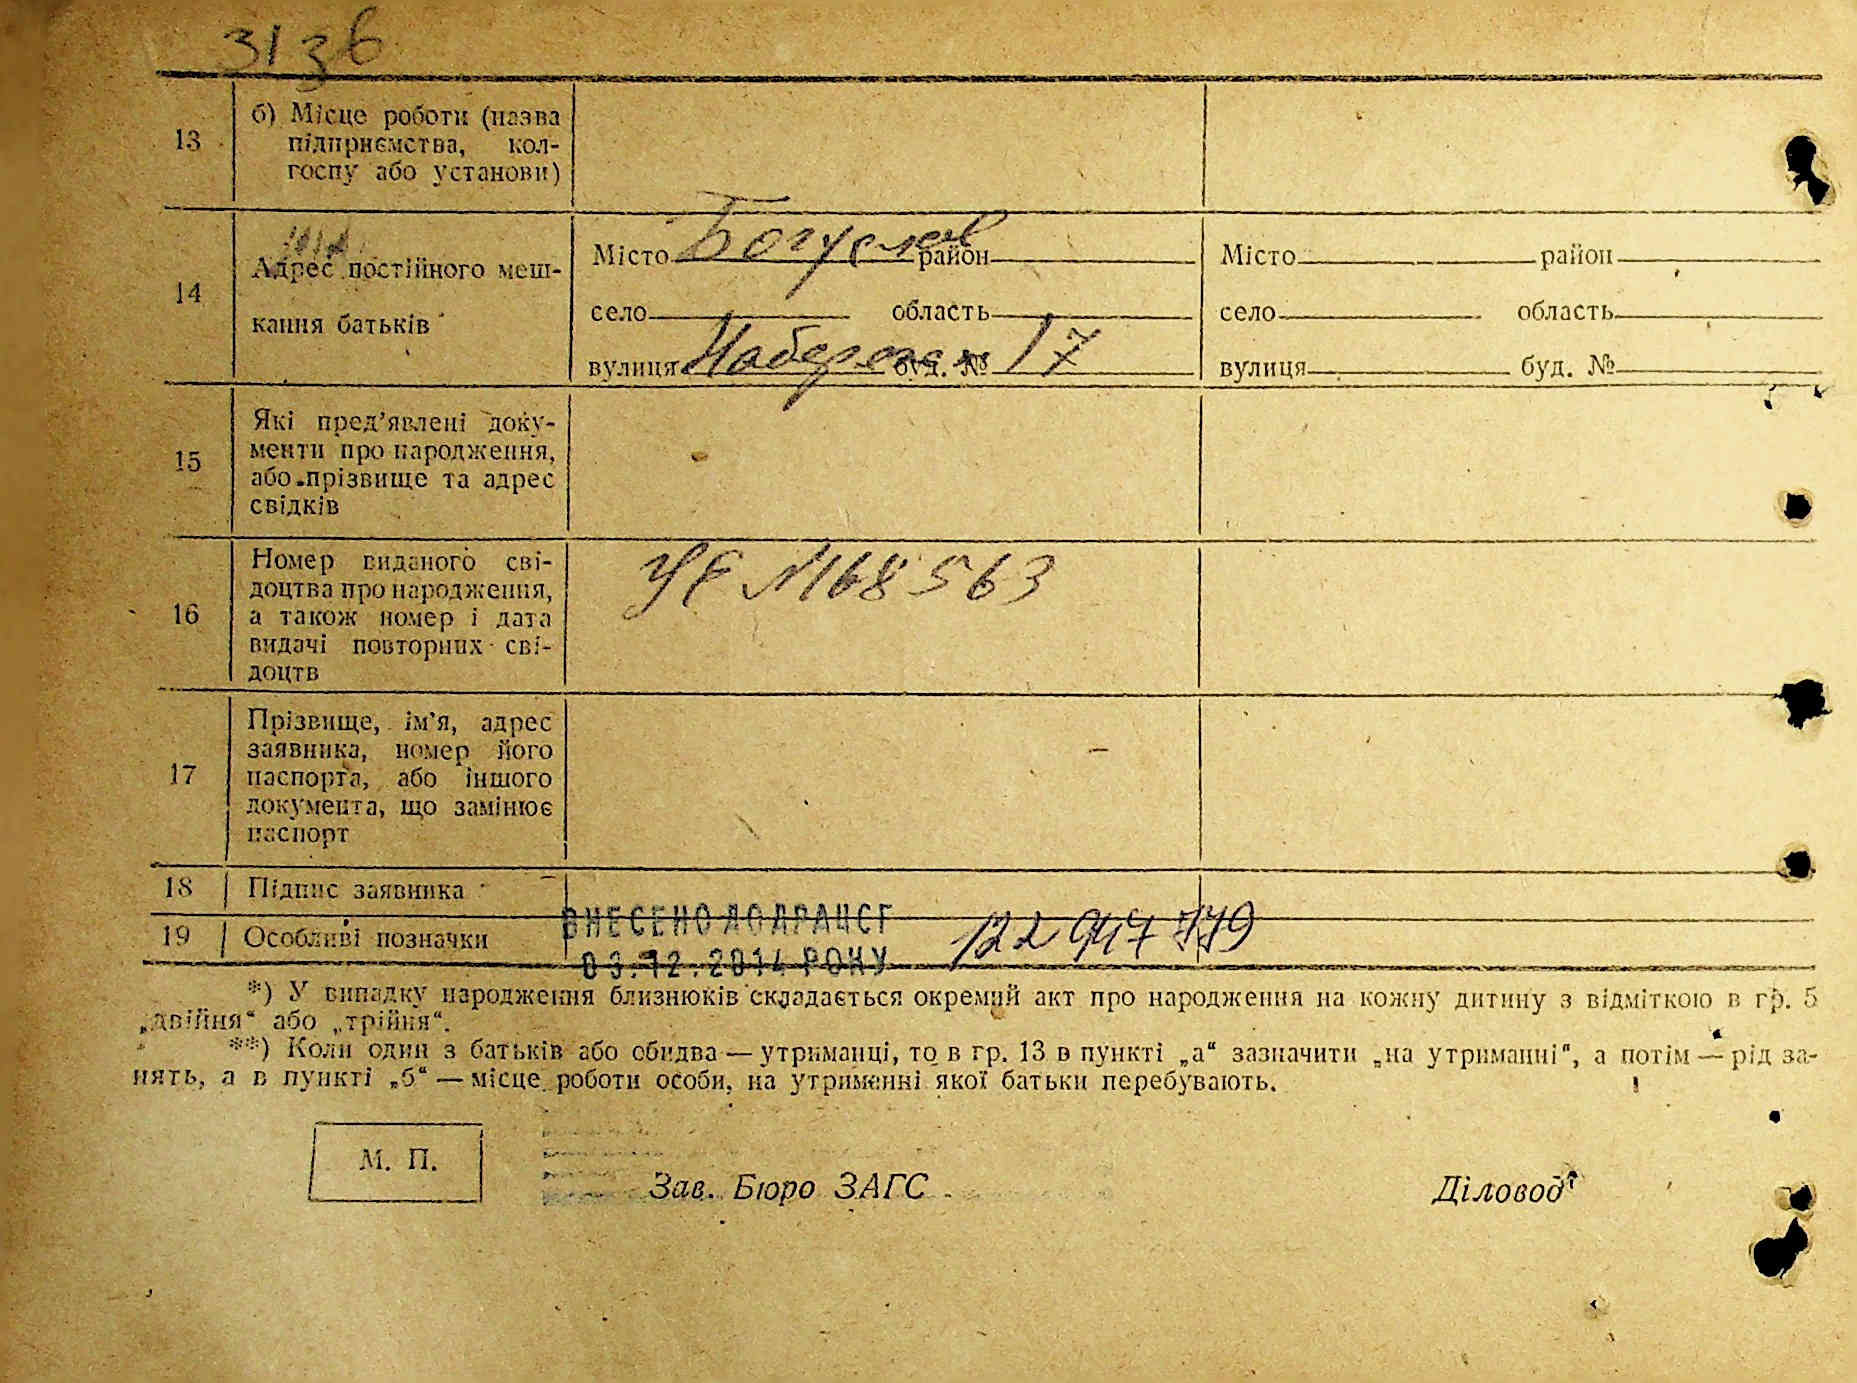 3136
13
б) Місце роботи (назва
підприємства, кол-
госпу або установи)
14
Адрес постійного меш-
кання батьків
Місто Богуслав район
село область
вулиця Набережн буд. № 17
Місто район
село область
вулиця буд. №
15
Які пред’явлені доку-
менти про народження,
або прізвище та адрес
свідків
16
Номер виданого сві-
доцтва про народження,
а також номер і дата
видачі повторних сві-
доцтв
УЄ №168563
17
Прізвище, ім’я, адрес
заявника, номер його
паспорта, або іншого
документа, що замінює
паспорт
18 Підпис заявника
19 Особливі позначки
ВНЕСЕНО ДО ДРАЦСГ
03.12.2014 РОКУ
122947779
*) У випадку народження близнюків складається окремий акт про народження на кожну дитину з відміткою в гр. 5
„двійня“ або „трійня“.
**) Коли один з батьків або обидва — утриманці, то в гр. 13 в пункті „а“ зазначити „на утриманні“, а потім — рід за-
нять, а в пункті „б“ — місце роботи особи, на утриманні якої батьки перебувають.
М. П.
Зав. Бюро ЗАГС
Діловод